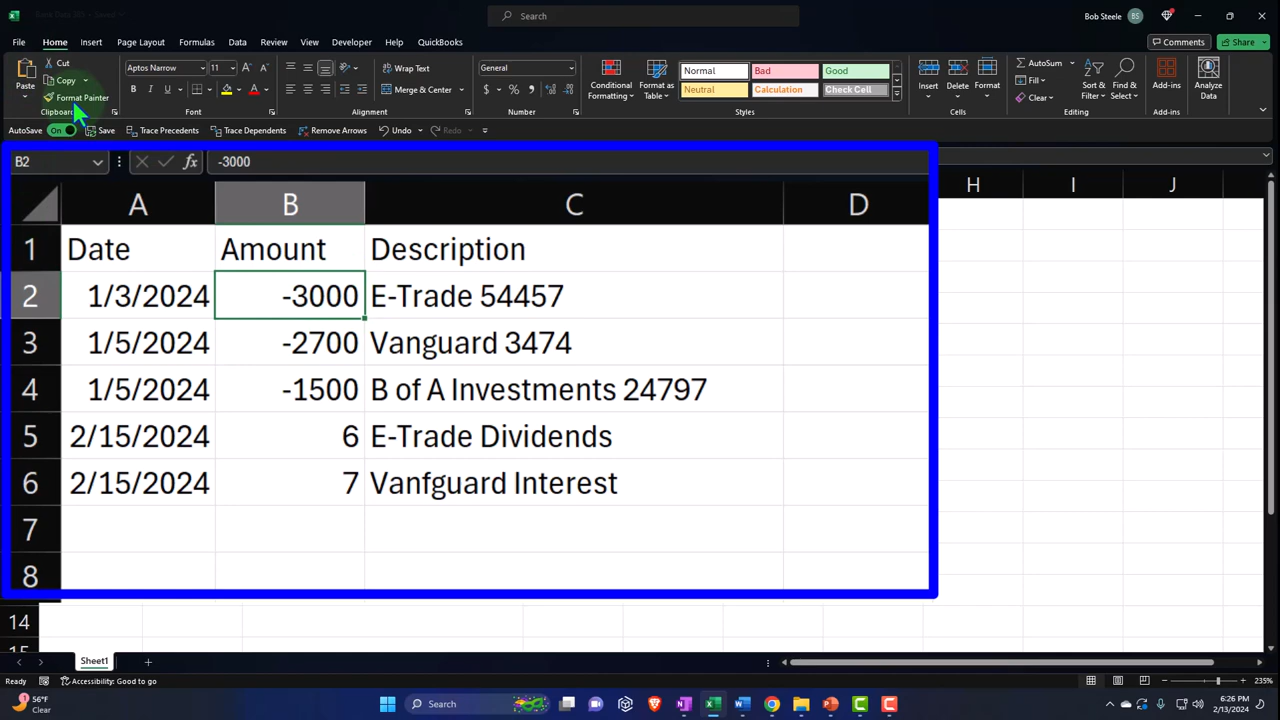 Search
Bob Steele BS
File Home Insert Page Layout Formulas Data Review View Developer Help QuickBooks
Comments Share
Paste Cut Copy Format Painter Clipboard
Aptos Narrow 11 B I U Font
Wrap Text Merge & Center Alignment
General $ % Number
Conditional Formatting Format as Table
Normal Bad Good
Neutral Calculation Check Cell
Styles
Insert Delete Format Cells
AutoSum Fill Clear Sort & Filter Find & Select Editing
Add-ins Add-ins
Analyze Data
AutoSave On Save Trace Precedents Trace Dependents Remove Arrows Undo Redo
B2 fx -3000
A B C D H I J
1 Date Amount Description
2 1/3/2024 -3000 E-Trade 54457
3 1/5/2024 -2700 Vanguard 3474
4 1/5/2024 -1500 B of A Investments 24797
5 2/15/2024 6 E-Trade Dividends
6 2/15/2024 7 Vanfguard Interest
7
8
14
15
Sheet1
Ready Accessibility: Good to go 235%
56°F
Clear
Search
6:26 PM
2/13/2024